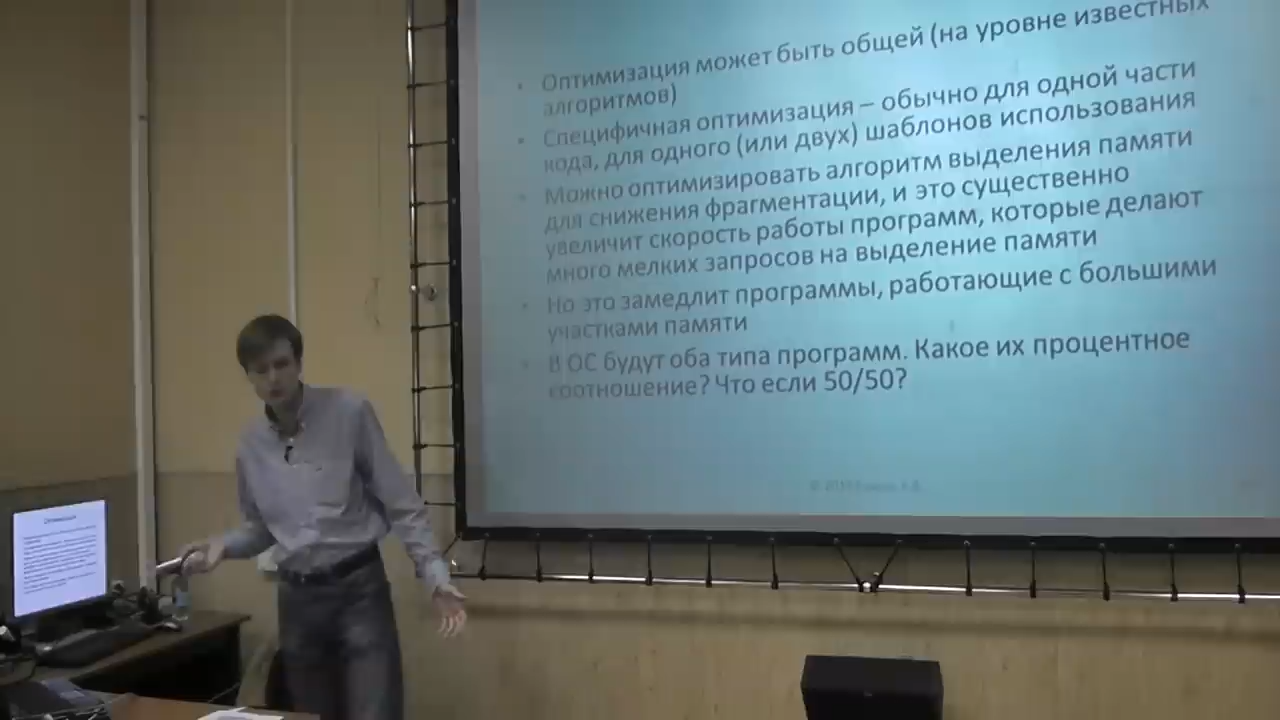 Оптимизация может быть общей (на уровне известных
алгоритмов)
Специфичная оптимизация – обычно для одной части
кода, для одного (или двух) шаблонов использования
Можно оптимизировать алгоритм выделения памяти
для снижения фрагментации, и это существенно
увеличит скорость работы программ, которые делают
много мелких запросов на выделение памяти
Но это замедлит программы, работающие с большими
участками памяти
В ОС будут оба типа программ. Какое их процентное
соотношение? Что если 50/50?